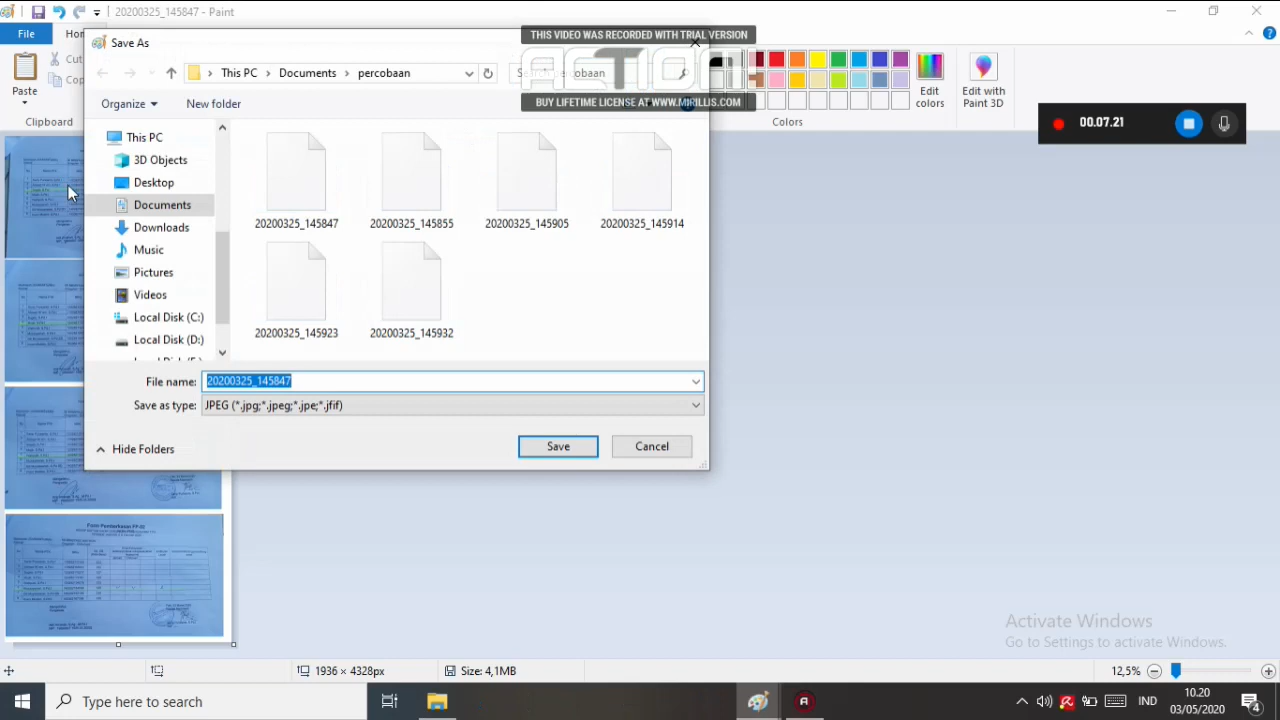 20200325_145847 - Paint
File
Hom
Paste
Cut
Cop
Clipboard
Save As
THIS VIDEO WAS RECORDED WITH TRIAL VERSION
ACTION
BUY LIFETIME LICENSE AT WWW.MIRILLIS.COM
This PC > Documents > percobaan
Organize
New folder
This PC
3D Objects
Desktop
Documents
Downloads
Music
Pictures
Videos
Local Disk (C:)
Local Disk (D:)
20200325_145847
20200325_145855
20200325_145905
20200325_145914
20200325_145923
20200325_145932
File name: 20200325_145847
Save as type: JPEG (*.jpg;*.jpeg;*.jpe;*.jfif)
Hide Folders
Save
Cancel
Edit colors
Edit with Paint 3D
Colors
00.07.21
Activate Windows
Go to Settings to activate Windows.
1936 × 4328px
Size: 4,1MB
12,5%
Type here to search
IND
10.20
03/05/2020
4